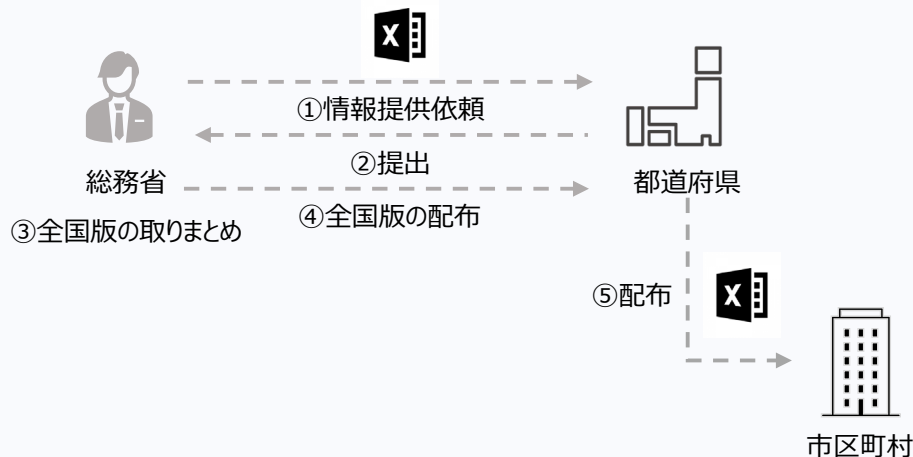 X
①情報提供依頼
②提出
総務省
都道府県
④全国版の配布
③全国版の取りまとめ
⑤配布
X
市区町村